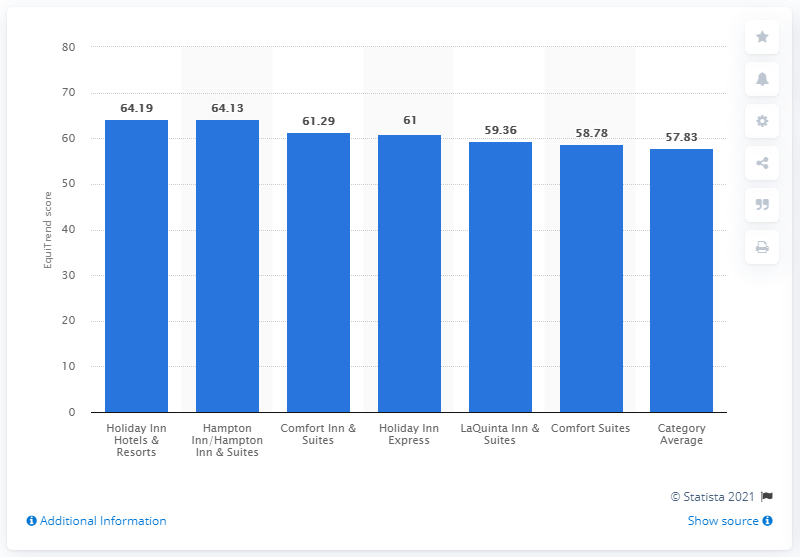 80
70
60
50
40
30
20
10
0
EquiTrend score
64.19
64.13
61.29
61
59.36
58.78
57.83
Holiday Inn
Hotels &
Resorts
Hampton
Inn/Hampton
Inn & Suites
Comfort Inn &
Suites
Holiday Inn
Express
LaQuinta Inn &
Suites
Comfort Suites
Category
Average
© Statista 2021
Additional Information
Show source